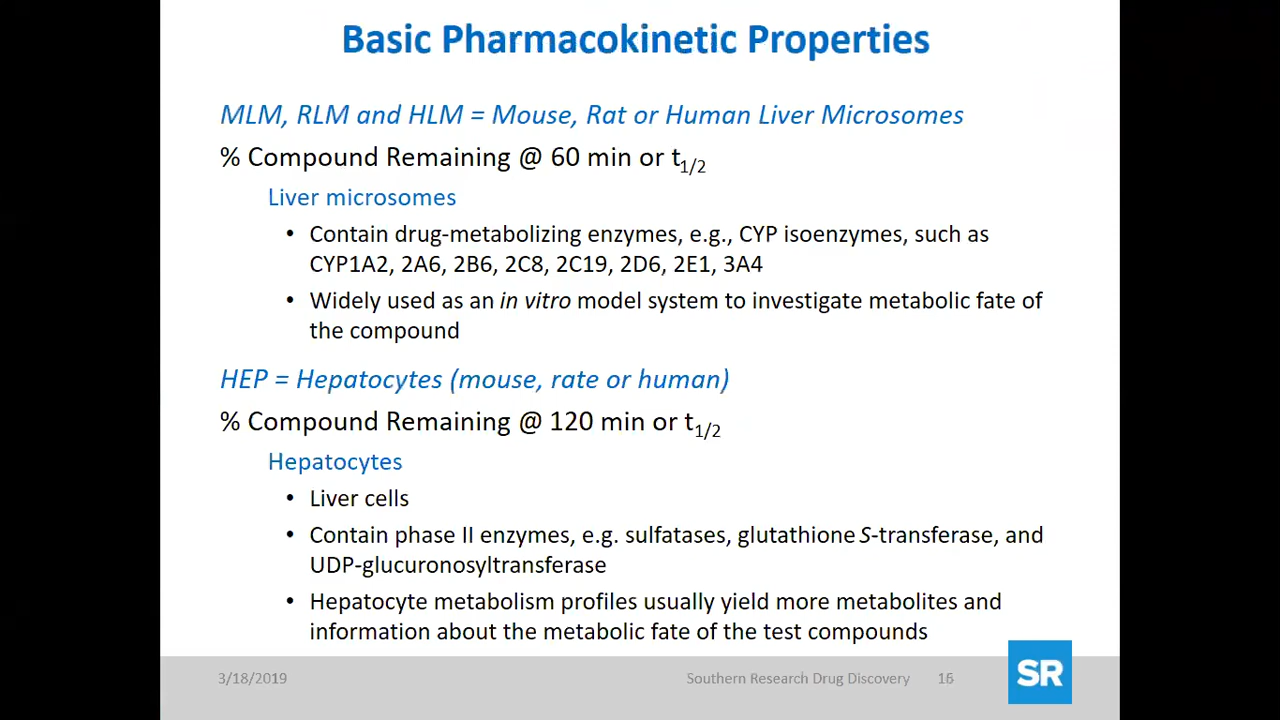 Basic Pharmacokinetic Properties
MLM, RLM and HLM = Mouse, Rat or Human Liver Microsomes
% Compound Remaining @ 60 min or t1/2
Liver microsomes
• Contain drug-metabolizing enzymes, e.g., CYP isoenzymes, such as
CYP1A2, 2A6, 2B6, 2C8, 2C19, 2D6, 2E1, 3A4
• Widely used as an in vitro model system to investigate metabolic fate of
the compound
HEP = Hepatocytes (mouse, rate or human)
% Compound Remaining @ 120 min or t1/2
Hepatocytes
• Liver cells
• Contain phase II enzymes, e.g. sulfatases, glutathione S-transferase, and
UDP-glucuronosyltransferase
• Hepatocyte metabolism profiles usually yield more metabolites and
information about the metabolic fate of the test compounds
3/18/2019
Southern Research Drug Discovery 16
SR